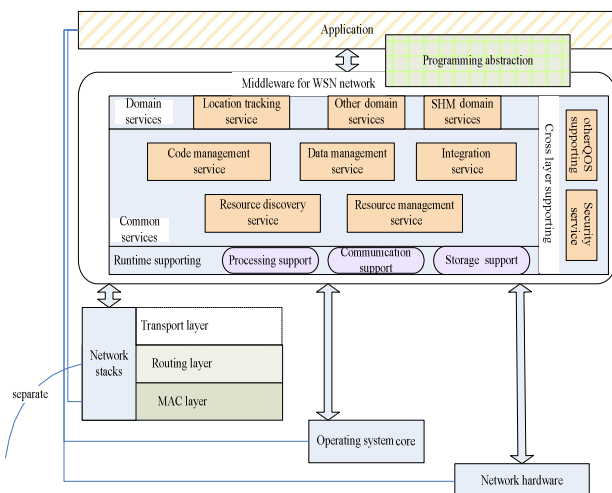 Application
Programming abstraction
Middleware for WSN network
Domain
services
Location tracking
service
Other domain
services
SHM domain
services
Code management
service
Data management
service
Integration
service
Resource discovery
service
Resource management
service
Common
services
Runtime supporting
Processing support
Communication
support
Storage support
Cross layer supporting
otherQOS
supporting
Security
service
Network
stacks
Transport layer
Routing layer
MAC layer
separate
Operating system core
Network hardware